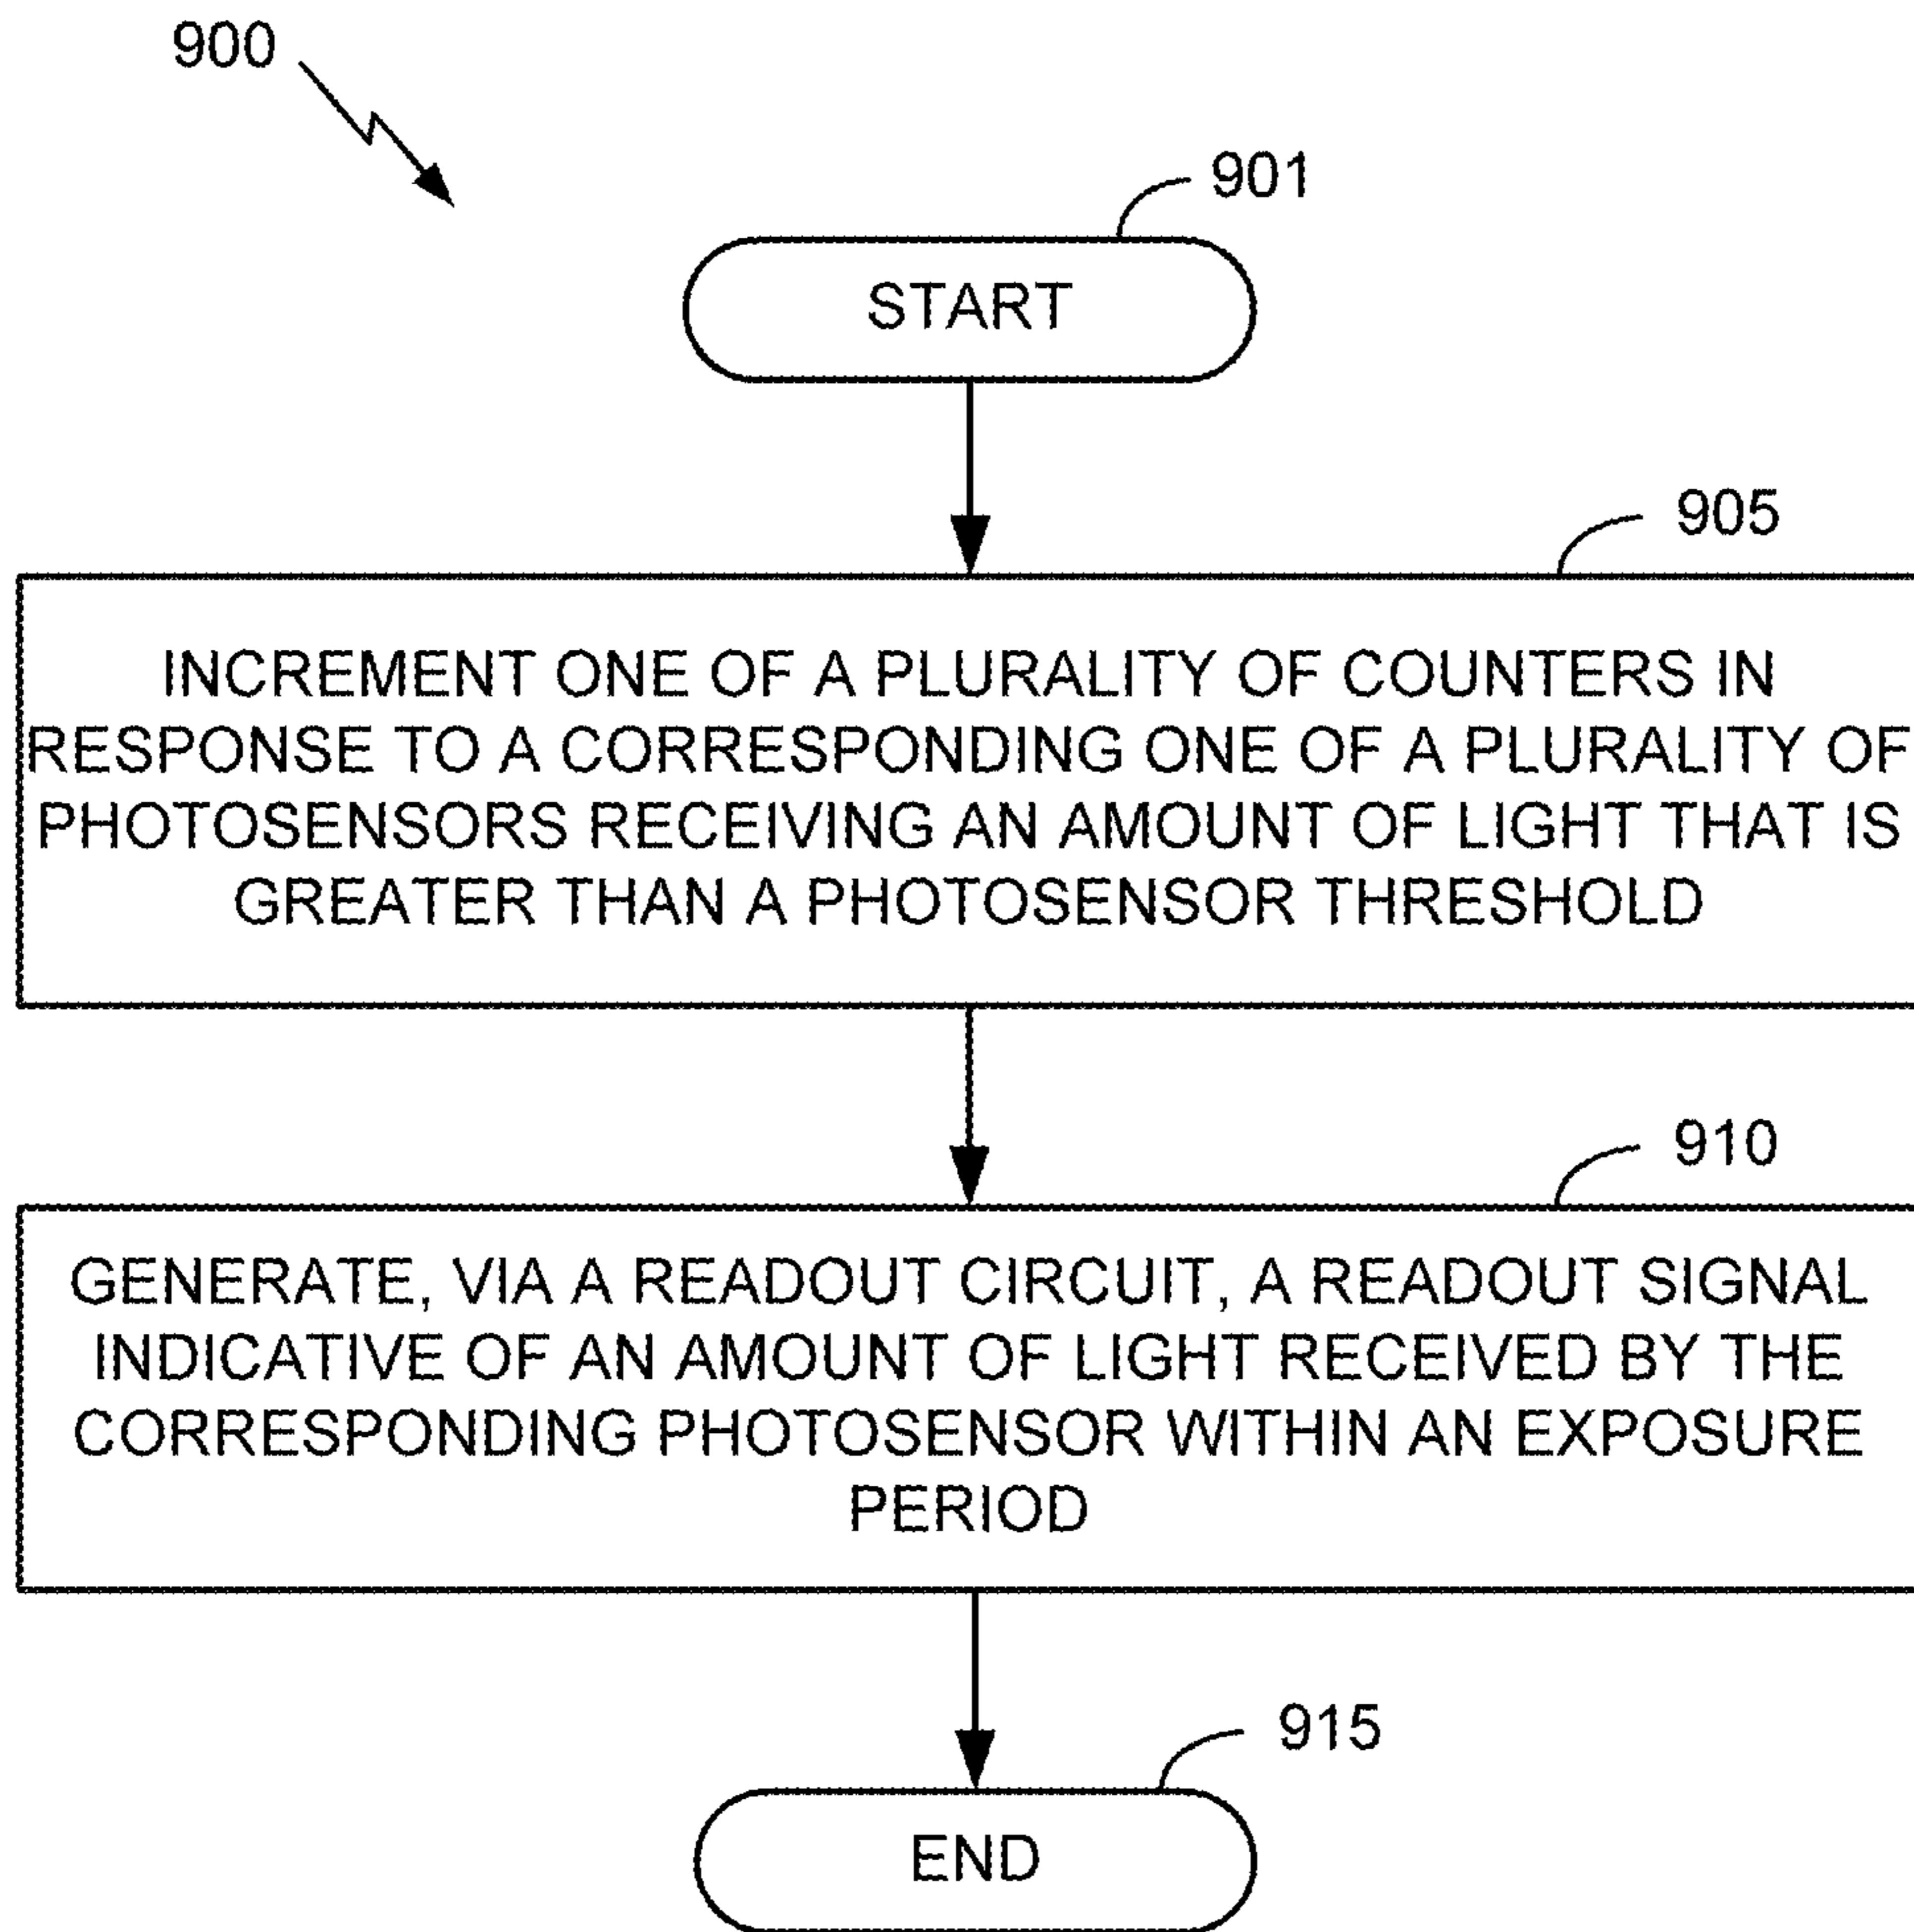 900
901
START
905
INCREMENT ONE OF A PLURALITY OF COUNTERS IN
RESPONSE TO A CORRESPONDING ONE OF A PLURALITY OF
PHOTOSENSORS RECEIVING AN AMOUNT OF LIGHT THAT IS
GREATER THAN A PHOTOSENSOR THRESHOLD
910
GENERATE, VIA A READOUT CIRCUIT, A READOUT SIGNAL
INDICATIVE OF AN AMOUNT OF LIGHT RECEIVED BY THE
CORRESPONDING PHOTOSENSOR WITHIN AN EXPOSURE
PERIOD
915
END